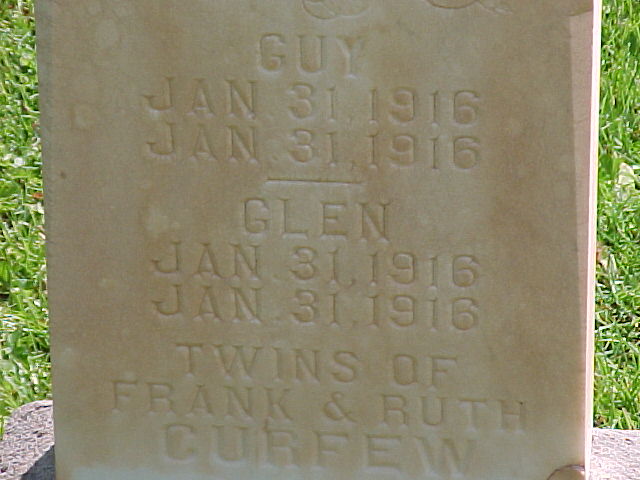 GUY
JAN. 31, 1916
JAN. 31, 1916
GLEN
JAN. 31, 1916
JAN. 31, 1916
TWINS OF
FRANK & RUTH
CURFEW